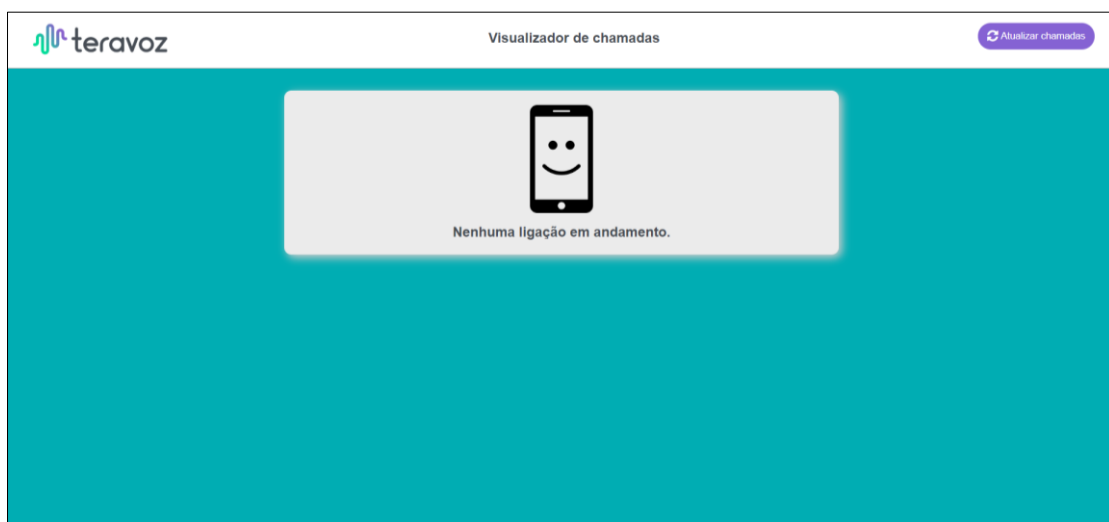 teravoz
Visualizador de chamadas
Atualizar chamadas
Nenhuma ligação em andamento.